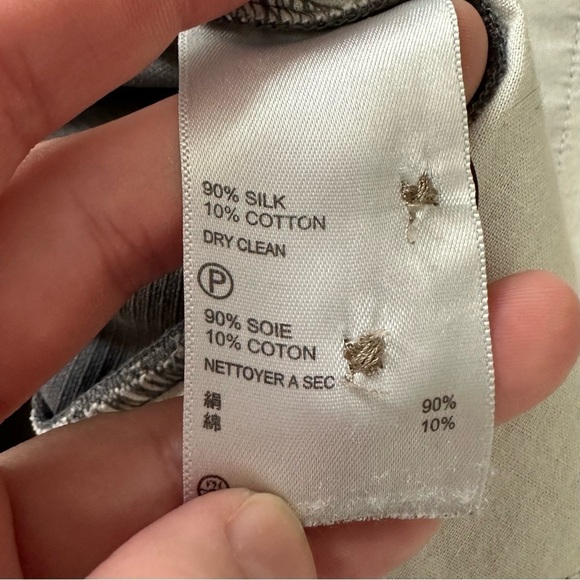 90% SILK
10% COTTON
DRY CLEAN
P
90% SOIE
10% COTON
NETTOYER A SEC
絹 90%
綿 10%